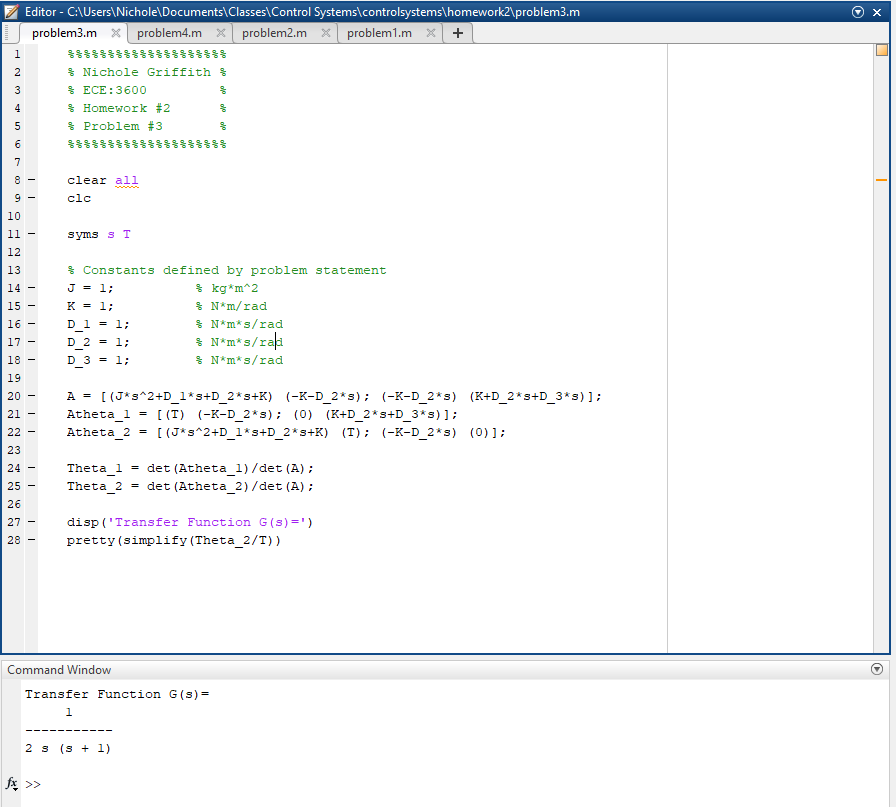 Editor - C:\Users\Nichole\Documents\Classes\Control Systems\controlsystems\homework2\problem3.m
problem3.m problem4.m problem2.m problem1.m +
1 %%%%%%%%%%%%%%%%%%%%
2 % Nichole Griffith %
3 % ECE:3600         %
4 % Homework #2      %
5 % Problem #3       %
6 %%%%%%%%%%%%%%%%%%%%
7
8 – clear all
9 – clc
10
11 – syms s T
12
13 % Constants defined by problem statement
14 – J = 1;          % kg*m^2
15 – K = 1;          % N*m/rad
16 – D_1 = 1;        % N*m*s/rad
17 – D_2 = 1;        % N*m*s/rad
18 – D_3 = 1;        % N*m*s/rad
19
20 – A = [(J*s^2+D_1*s+D_2*s+K) (-K-D_2*s); (-K-D_2*s) (K+D_2*s+D_3*s)];
21 – Atheta_1 = [(T) (-K-D_2*s); (0) (K+D_2*s+D_3*s)];
22 – Atheta_2 = [(J*s^2+D_1*s+D_2*s+K) (T); (-K-D_2*s) (0)];
23
24 – Theta_1 = det(Atheta_1)/det(A);
25 – Theta_2 = det(Atheta_2)/det(A);
26
27 – disp('Transfer Function G(s)=')
28 – pretty(simplify(Theta_2/T))
Command Window
Transfer Function G(s)=
1
-----------
2 s (s + 1)
fx >>